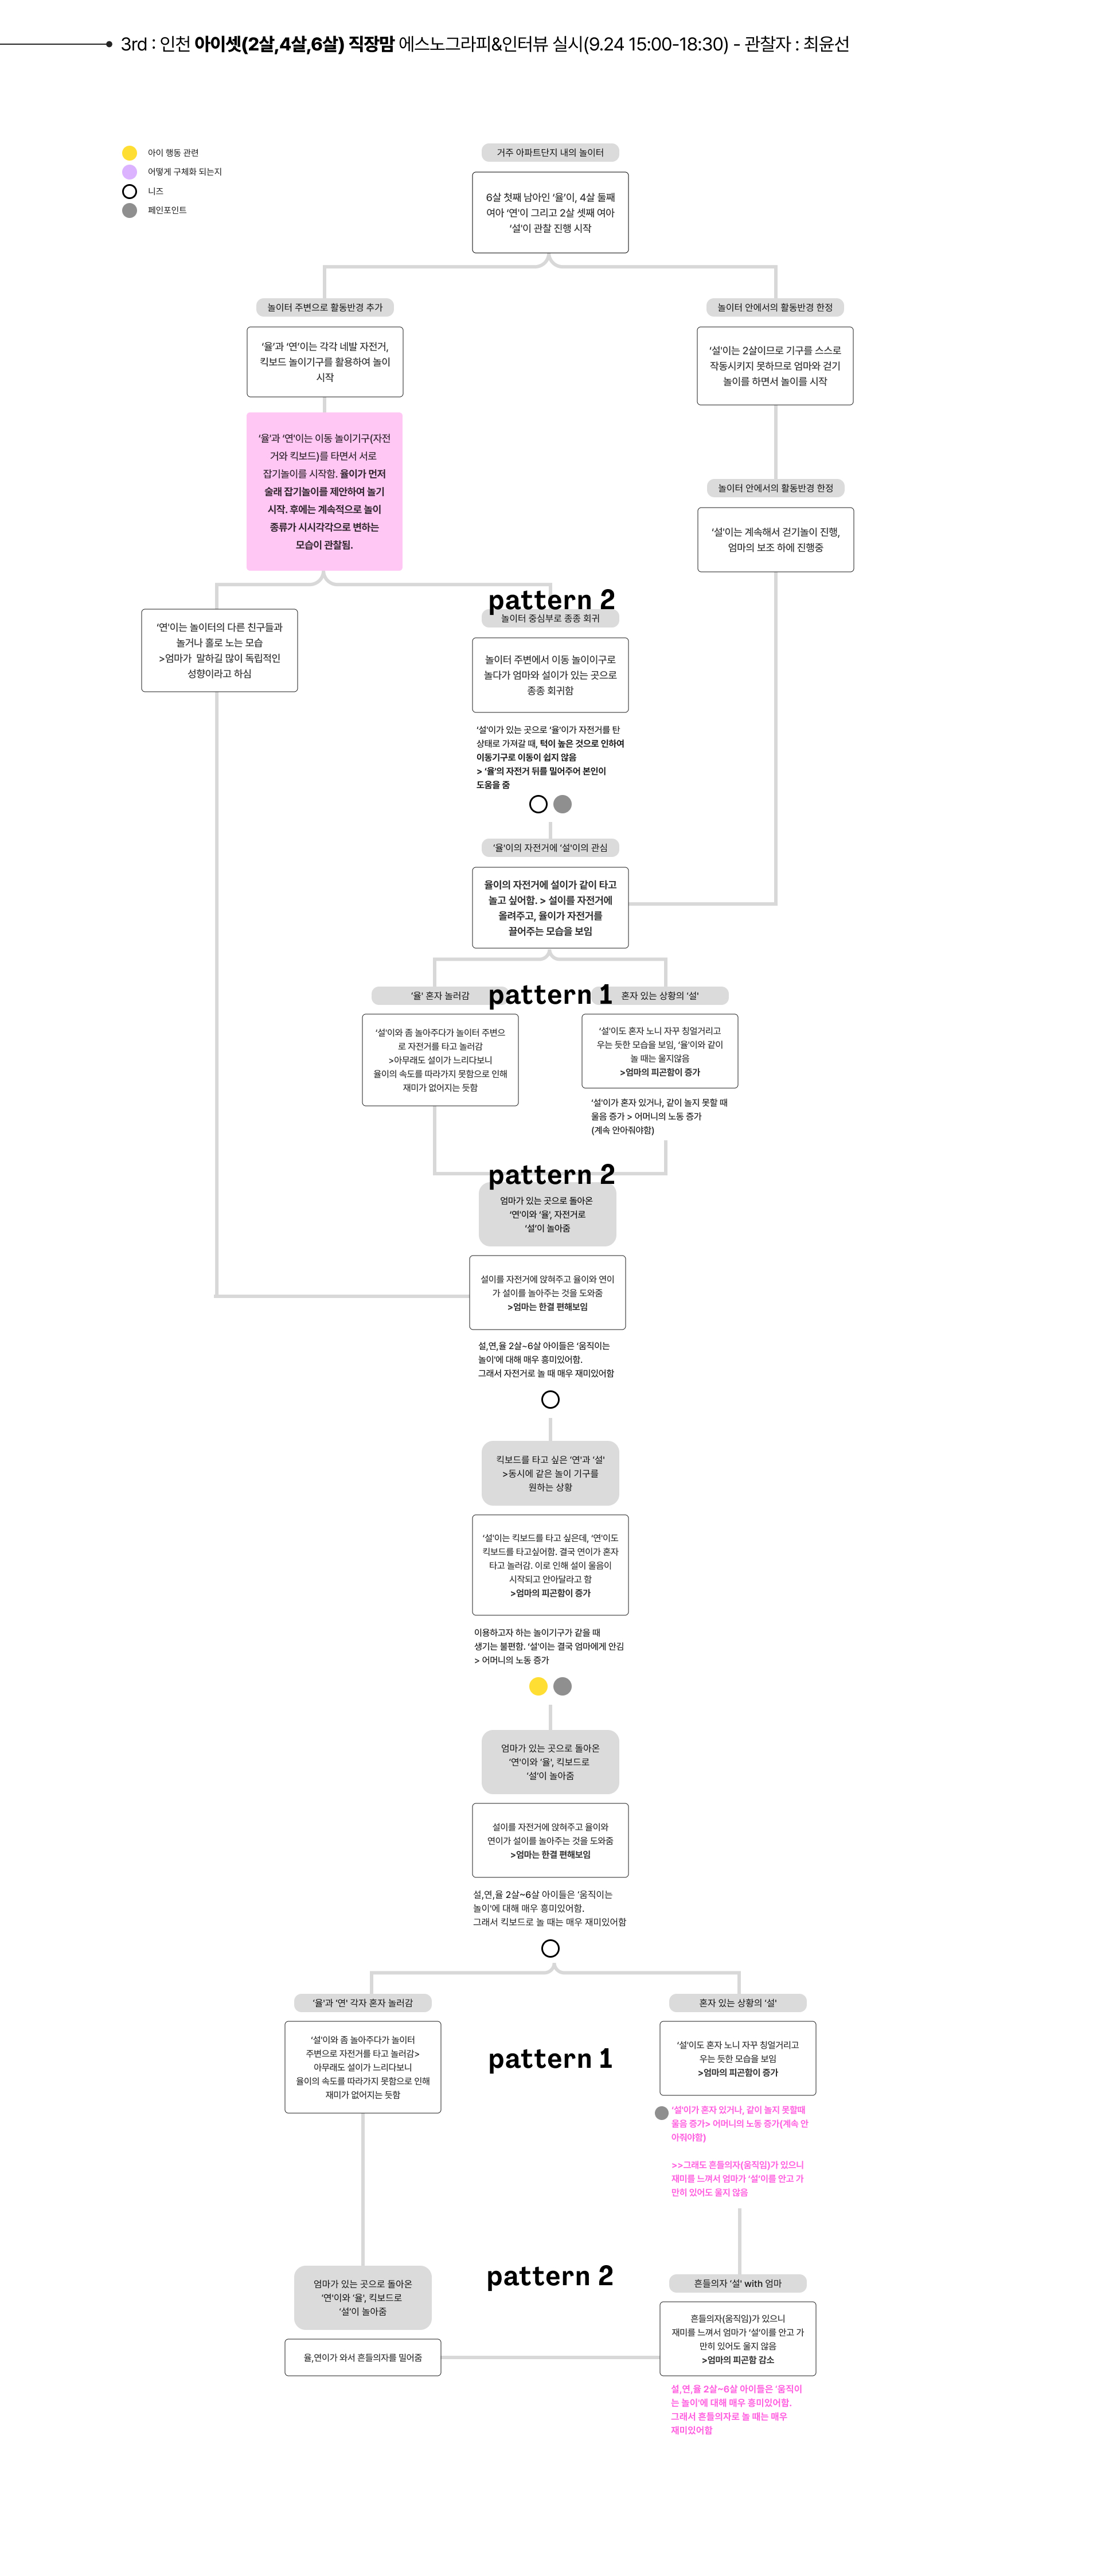 3rd : 인천 아이셋(2살,4살,6살) 직장맘 에스노그라피&인터뷰 실시(9.24 15:00-18:30) - 관찰자 : 최윤선
아이 행동 관련
어떻게 구체화 되는지
니즈
페인포인트
거주 아파트단지 내의 놀이터
6살 첫째 남아인 '율'이, 4살 둘째
여아 '연'이 그리고 2살 셋째 여아
'설'이 관찰 진행 시작
놀이터 주변으로 활동반경 추가
'율'과 '연'이는 각각 네발 자전거,
킥보드 놀이기구를 활용하여 놀이
시작
놀이터 안에서의 활동반경 한정
'설'이는 2살이므로 기구를 스스로
작동시키지 못하므로 엄마와 걷기
놀이를 하면서 놀이를 시작
'율'과 '연'이는 이동 놀이기구(자전
거와 킥보드)를 타면서 서로
잡기놀이를 시작함. 율이가 먼저
술래 잡기놀이를 제안하여 놀기
시작. 후에는 계속적으로 놀이
종류가 시시각각으로 변하는
모습이 관찰됨.
놀이터 안에서의 활동반경 한정
'설'이는 계속해서 걷기놀이 진행,
엄마의 보조 하에 진행중
'연'이는 놀이터의 다른 친구들과
놀거나 홀로 노는 모습
>엄마가 말하길 많이 독립적인
성향이라고 하심
pattern 2
놀이터 중심부로 종종 회귀
놀이터 주변에서 이동 놀이이구로
놀다가 엄마와 설이가 있는 곳으로
종종 회귀함
'설'이가 있는 곳으로 '율'이가 자전거를 탄
상태로 가져갈 때, 턱이 높은 것으로 인하여
이동기구로 이동이 쉽지 않음
> '율'의 자전거 뒤를 밀어주어 본인이
도움을 줌
'율'이의 자전거에 '설'이의 관심
율이의 자전거에 설이가 같이 타고
놀고 싶어함. > 설이를 자전거에
올려주고, 율이가 자전거를
끌어주는 모습을 보임
pattern 1
'율' 혼자 놀러감
'설'이와 좀 놀아주다가 놀이터 주변으
로 자전거를 타고 놀러감
>아무래도 설이가 느리다보니
율이의 속도를 따라가지 못함으로 인해
재미가 없어지는 듯함
혼자 있는 상황의 '설'
'설'이도 혼자 노니 자꾸 칭얼거리고
우는 듯한 모습을 보임, '율'이와 같이
놀 때는 울지않음
>엄마의 피곤함이 증가
'설'이가 혼자 있거나, 같이 놀지 못할 때
울음 증가 > 어머니의 노동 증가
(계속 안아줘야함)
pattern 2
엄마가 있는 곳으로 돌아온
'연'이와 '율', 자전거로
'설'이 놀아줌
설이를 자전거에 앉혀주고 율이와 연이
가 설이를 놀아주는 것을 도와줌
>엄마는 한결 편해보임
설,연,율 2살~6살 아이들은 '움직이는
놀이'에 대해 매우 흥미있어함.
그래서 자전거로 놀 때 매우 재미있어함
킥보드를 타고 싶은 '연'과 '설'
>동시에 같은 놀이 기구를
원하는 상황
'설'이는 킥보드를 타고 싶은데, '연'이도
킥보드를 타고싶어함. 결국 연이가 혼자
타고 놀러감. 이로 인해 설이 울음이
시작되고 안아달라고 함
>엄마의 피곤함이 증가
이용하고자 하는 놀이기구가 같을 때
생기는 불편함. '설'이는 결국 엄마에게 안김
> 어머니의 노동 증가
엄마가 있는 곳으로 돌아온
'연'이와 '율', 킥보드로
'설'이 놀아줌
설이를 자전거에 앉혀주고 율이와
연이가 설이를 놀아주는 것을 도와줌
>엄마는 한결 편해보임
설,연,율 2살~6살 아이들은 '움직이는
놀이'에 대해 매우 흥미있어함.
그래서 킥보드로 놀 때는 매우 재미있어함
'율'과 '연' 각자 혼자 놀러감
'설'이와 좀 놀아주다가 놀이터
주변으로 자전거를 타고 놀러감>
아무래도 설이가 느리다보니
율이의 속도를 따라가지 못함으로 인해
재미가 없어지는 듯함
pattern 1
혼자 있는 상황의 '설'
'설'이도 혼자 노니 자꾸 칭얼거리고
우는 듯한 모습을 보임
>엄마의 피곤함이 증가
'설'이가 혼자 있거나, 같이 놀지 못할때
울음 증가> 어머니의 노동 증가(계속 안
아줘야함)
>>그래도 흔들의자(움직임)가 있으니
재미를 느껴서 엄마가 '설'이를 안고 가
만히 있어도 울지 않음
pattern 2
엄마가 있는 곳으로 돌아온
'연'이와 '율', 킥보드로
'설'이 놀아줌
율,연이가 와서 흔들의자를 밀어줌
흔들의자 '설' with 엄마
흔들의자(움직임)가 있으니
재미를 느껴서 엄마가 '설'이를 안고 가
만히 있어도 울지 않음
>엄마의 피곤함 감소
설,연,율 2살~6살 아이들은 '움직이
는 놀이'에 대해 매우 흥미있어함.
그래서 흔들의자로 놀 때는 매우
재미있어함